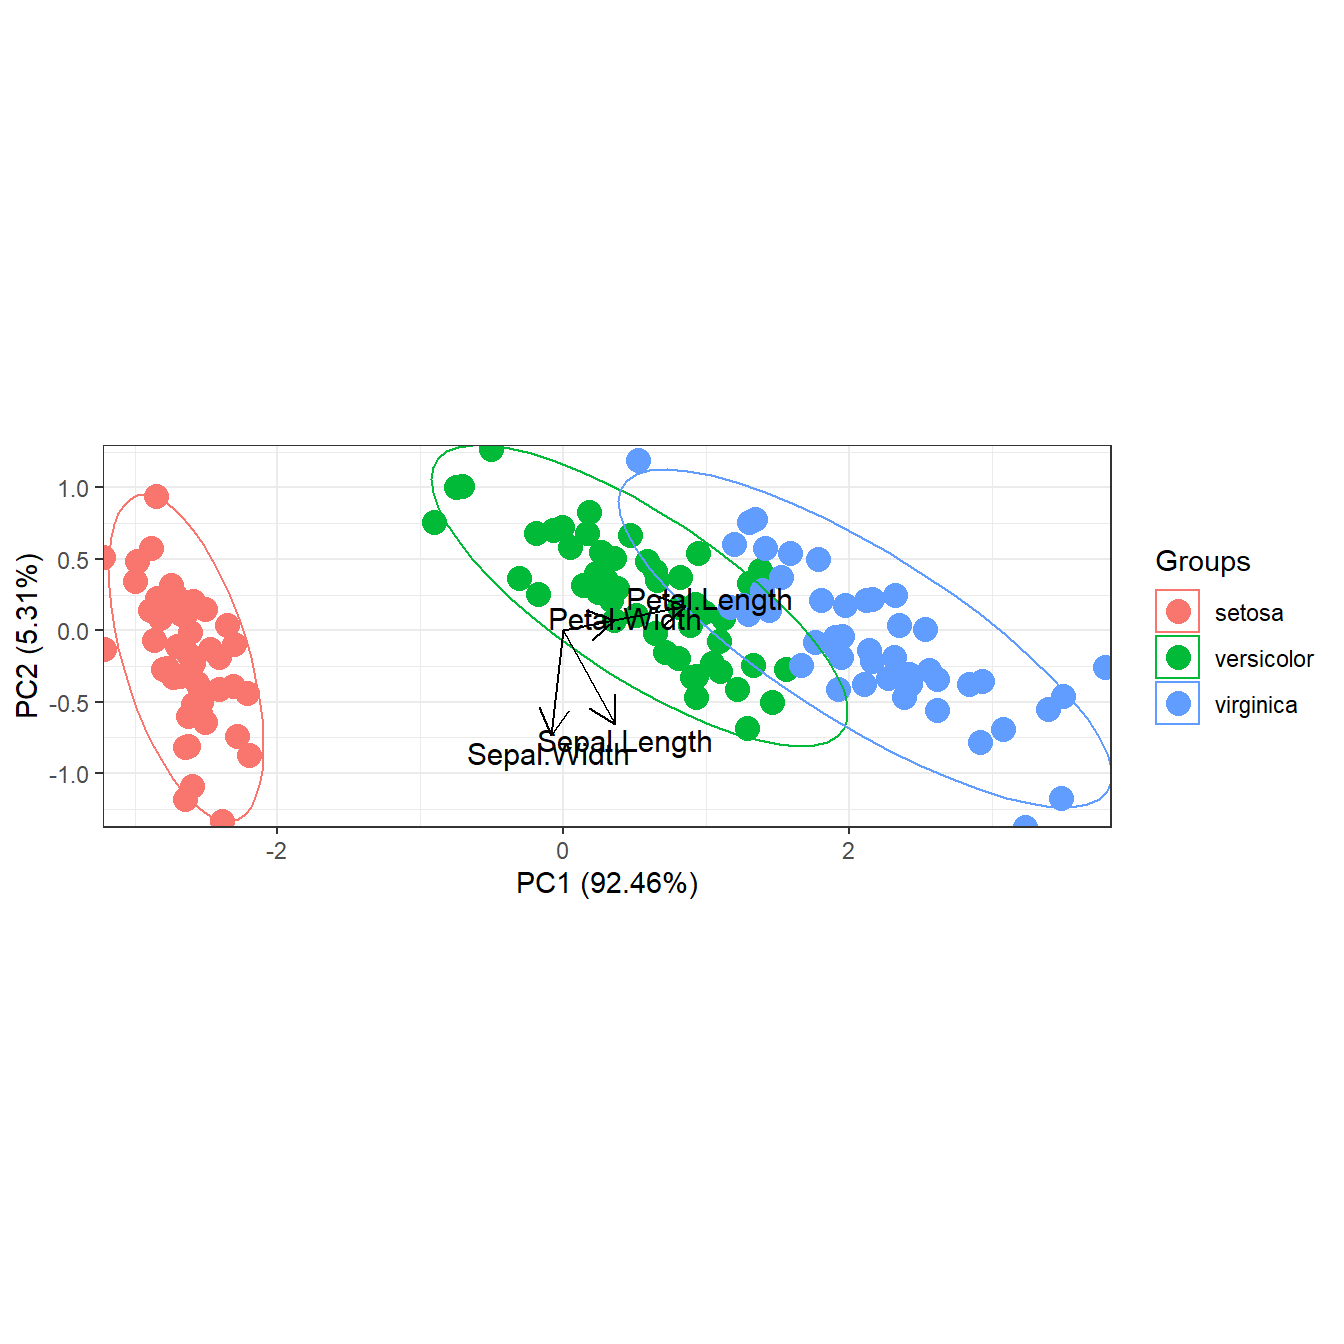 1.0
0.5
0.0
-0.5
-1.0
PC2 (5.31%)
Petal.Length
Petal.Width
Sepal.Length
Sepal.Width
-2
0
2
PC1 (92.46%)
Groups
setosa
versicolor
virginica